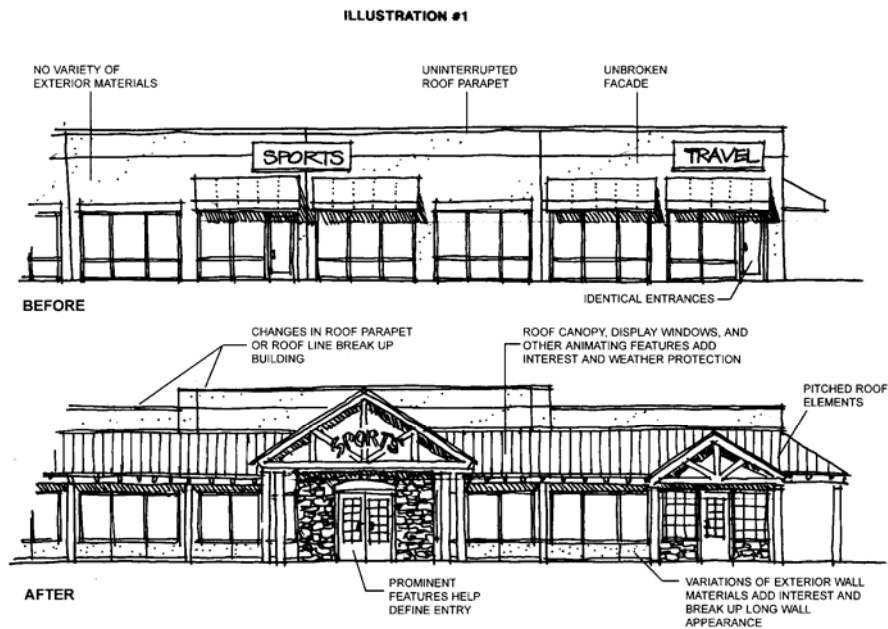 ILLUSTRATION #1
NO VARIETY OF
EXTERIOR MATERIALS
UNINTERRUPTED
ROOF PARAPET
UNBROKEN
FACADE
SPORTS
TRAVEL
IDENTICAL ENTRANCES
BEFORE
CHANGES IN ROOF PARAPET
OR ROOF LINE BREAK UP
BUILDING
ROOF CANOPY, DISPLAY WINDOWS, AND
OTHER ANIMATING FEATURES ADD
INTEREST AND WEATHER PROTECTION
PITCHED ROOF
ELEMENTS
SPORTS
AFTER
PROMINENT
FEATURES HELP
DEFINE ENTRY
VARIATIONS OF EXTERIOR WALL
MATERIALS ADD INTEREST AND
BREAK UP LONG WALL
APPEARANCE